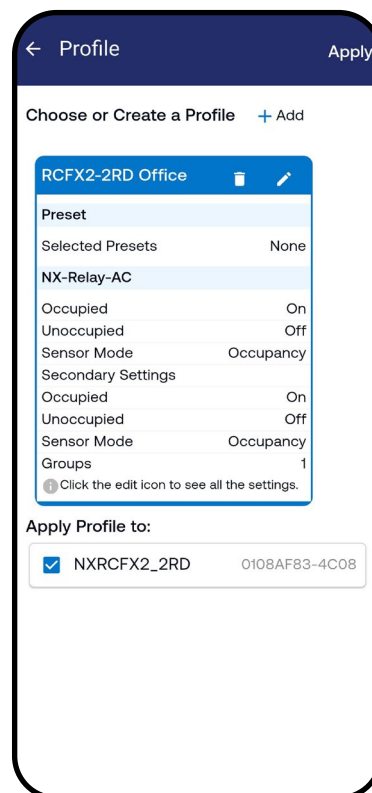 ← Profile Apply
Choose or Create a Profile + Add
RCFX2-2RD Office
Preset
Selected Presets None
NX-Relay-AC
Occupied On
Unoccupied Off
Sensor Mode Occupancy
Secondary Settings
Occupied On
Unoccupied Off
Sensor Mode Occupancy
Groups 1
Click the edit icon to see all the settings.
Apply Profile to:
NXRCFX2_2RD 0108AF83-4C08